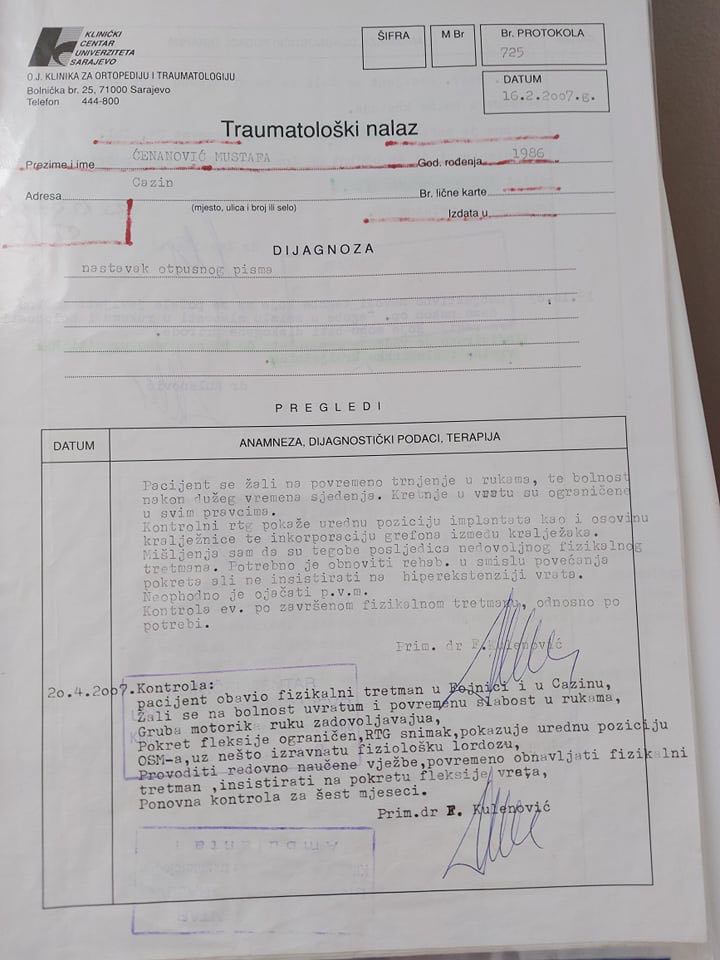 KLINIČKI
CENTAR
UNIVERZITETA
SARAJEVO
O.J. KLINIKA ZA ORTOPEDIJU I TRAUMATOLOGIJU
Bolnička br. 25, 71000 Sarajevo
Telefon 444-800
ŠIFRA
M Br
Br. PROTOKOLA
725
DATUM
16.2.2007.g.
Traumatološki nalaz
Prezime i ime ĆENANOVIĆ MUSTAFA God. rođenja 1986
Adresa Cazin Br. lične karte
(mjesto, ulica i broj ili selo) Izdata u
DIJAGNOZA
nastavak otpusnog pisma
PREGLEDI
DATUM ANAMNEZA, DIJAGNOSTIČKI PODACI, TERAPIJA
Pacijent se žali na povremeno trnjenje u rukama, te bolnost
nakon dužeg vremena sjedenja. Kretnje u vratu su ograničene
u svim pravcima.
Kontrolni rtg pokaže urednu poziciju implantata kao i osovinu
kralježnice te inkorporaciju grefona između kralježaka.
Mišljenja sam da su tegobe posljedica nedovoljnog fizikalnog
tretmana. Potrebno je obnoviti rehab. u smislu povećanja
pokreta ali ne insistirati na hiperekstenziji vrata.
Neophodno je ojačati p.v.m.
Kontrola ev. po završenom fizikalnom tretmanu, odnosno po
potrebi.
Prim. dr F.Kulenović
20.4.2007. Kontrola:
pacijent obavio fizikalni tretman u Fojnici i u Cazinu,
Žali se na bolnost uvratum i povremenu slabost u rukama,
Gruba motorik ruku zadovoljavajua,
Pokret fleksije ograničen,RTG snimak,pokazuje urednu poziciju
OSM-a,uz nešto izravnatu fiziološku lordozu,
Provoditi redovno naučene vježbe,povremeno obnavljati fizikalni
tretman ,insistirati na pokretu fleksije vrata,
Ponovna kontrola za šest mjeseci.
Prim.dr F. Kulenović